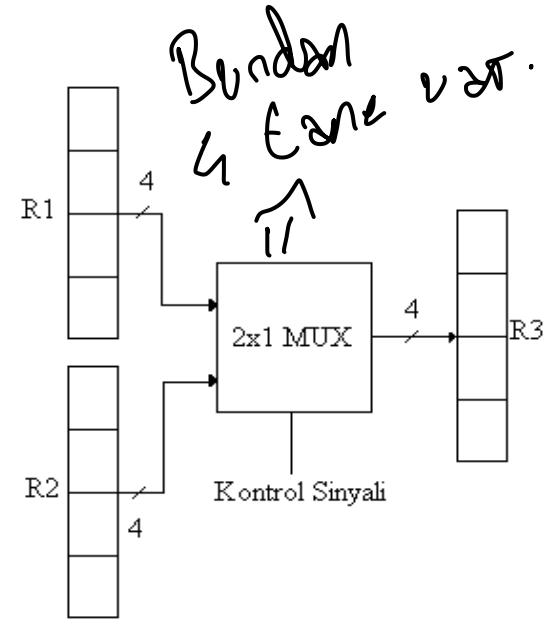 Bundan
4 tane var.
4
R1
2x1 MUX
4
R3
Kontrol Sinyali
R2
4